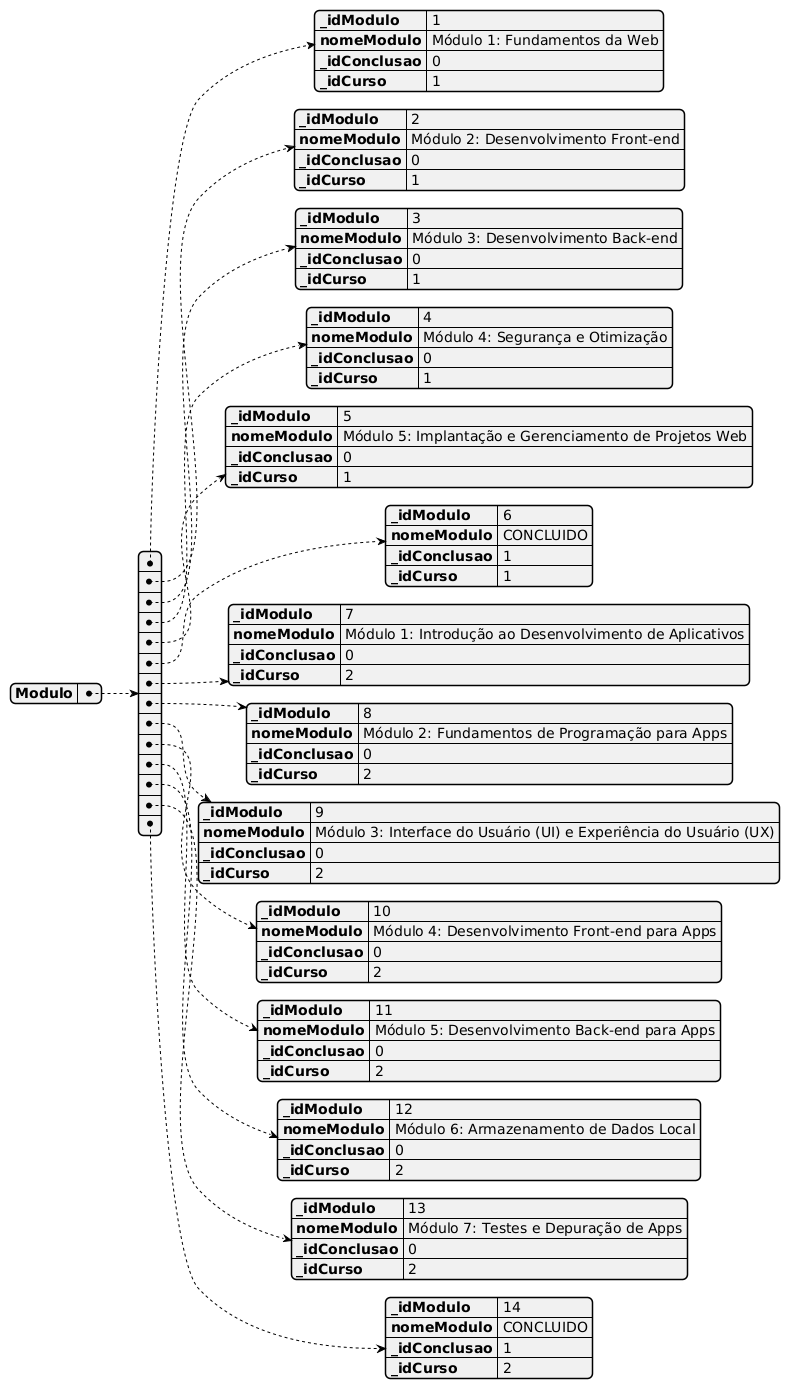 _idModulo 1
nomeModulo Módulo 1: Fundamentos da Web
_idConclusao 0
_idCurso 1
_idModulo 2
nomeModulo Módulo 2: Desenvolvimento Front-end
_idConclusao 0
_idCurso 1
_idModulo 3
nomeModulo Módulo 3: Desenvolvimento Back-end
_idConclusao 0
_idCurso 1
_idModulo 4
nomeModulo Módulo 4: Segurança e Otimização
_idConclusao 0
_idCurso 1
_idModulo 5
nomeModulo Módulo 5: Implantação e Gerenciamento de Projetos Web
_idConclusao 0
_idCurso 1
_idModulo 6
nomeModulo CONCLUIDO
_idConclusao 1
_idCurso 1
_idModulo 7
nomeModulo Módulo 1: Introdução ao Desenvolvimento de Aplicativos
_idConclusao 0
_idCurso 2
Modulo
_idModulo 8
nomeModulo Módulo 2: Fundamentos de Programação para Apps
_idConclusao 0
_idCurso 2
_idModulo 9
nomeModulo Módulo 3: Interface do Usuário (UI) e Experiência do Usuário (UX)
_idConclusao 0
_idCurso 2
_idModulo 10
nomeModulo Módulo 4: Desenvolvimento Front-end para Apps
_idConclusao 0
_idCurso 2
_idModulo 11
nomeModulo Módulo 5: Desenvolvimento Back-end para Apps
_idConclusao 0
_idCurso 2
_idModulo 12
nomeModulo Módulo 6: Armazenamento de Dados Local
_idConclusao 0
_idCurso 2
_idModulo 13
nomeModulo Módulo 7: Testes e Depuração de Apps
_idConclusao 0
_idCurso 2
_idModulo 14
nomeModulo CONCLUIDO
_idConclusao 1
_idCurso 2